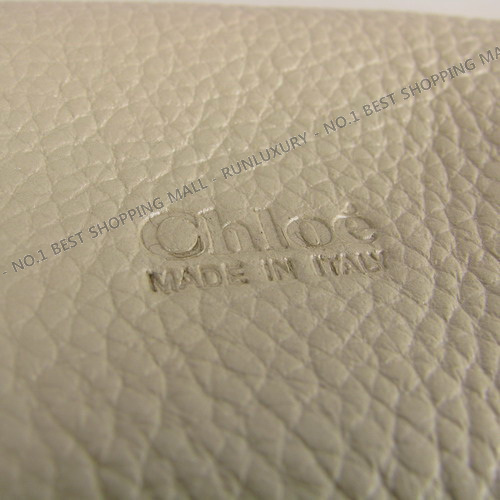 - NO.1 BEST SHOPPING MALL - RUNLUXURY - NO.1 BEST SHOPPING MALL
Chloé
MADE IN ITALY